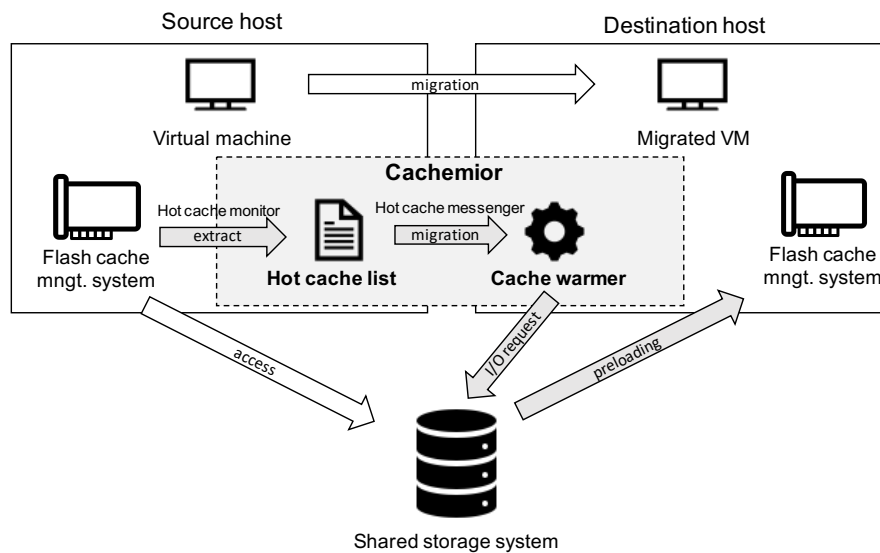 Source host
Destination host
migration
Virtual machine
Migrated VM
Cachemior
Hot cache monitor
Hot cache messenger
extract
migration
Flash cache
mngt. system
Hot cache list
Cache warmer
Flash cache
mngt. system
access
I/O request
preloading
Shared storage system